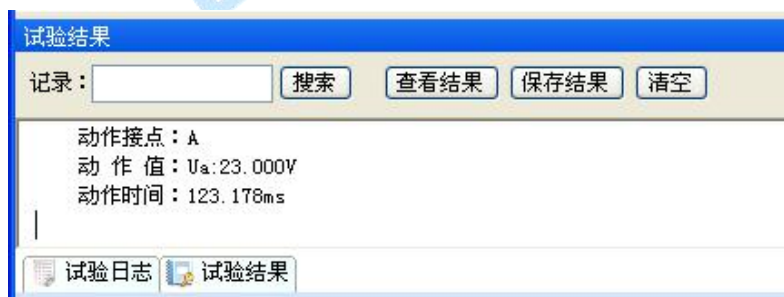 试验结果
记录： 搜索 查看结果 保存结果 清空
动作接点：A
动 作 值：Ua:23.000V
动作时间：123.178ms
试验日志 试验结果